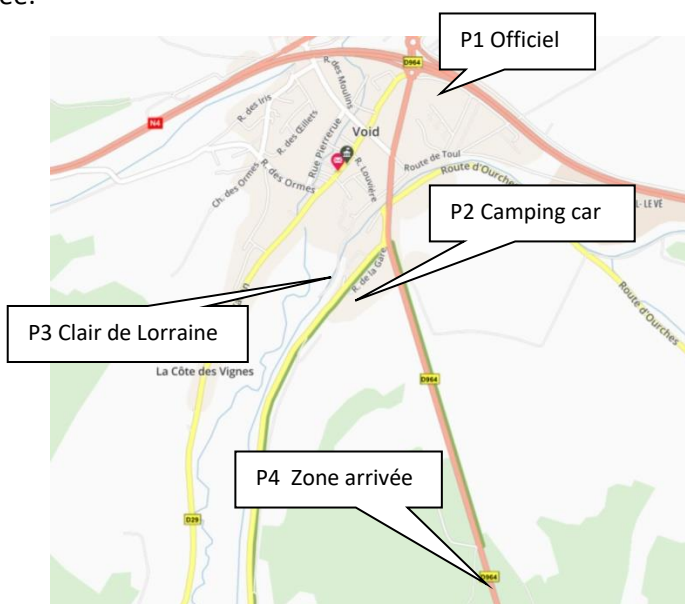 P1 Officiel
D964
N4
R. des Moulins
R. des Iris
R. des Œillets
Rue Pierrerue
Void
R. Louvière
Route de Toul
Route d'Ourches
Ch. des Ormes
R. des Ormes
P2 Camping car
R. de la Gare
Route d'Ourches
P3 Clair de Lorraine
La Côte des Vignes
D964
P4 Zone arrivée
D29
D964